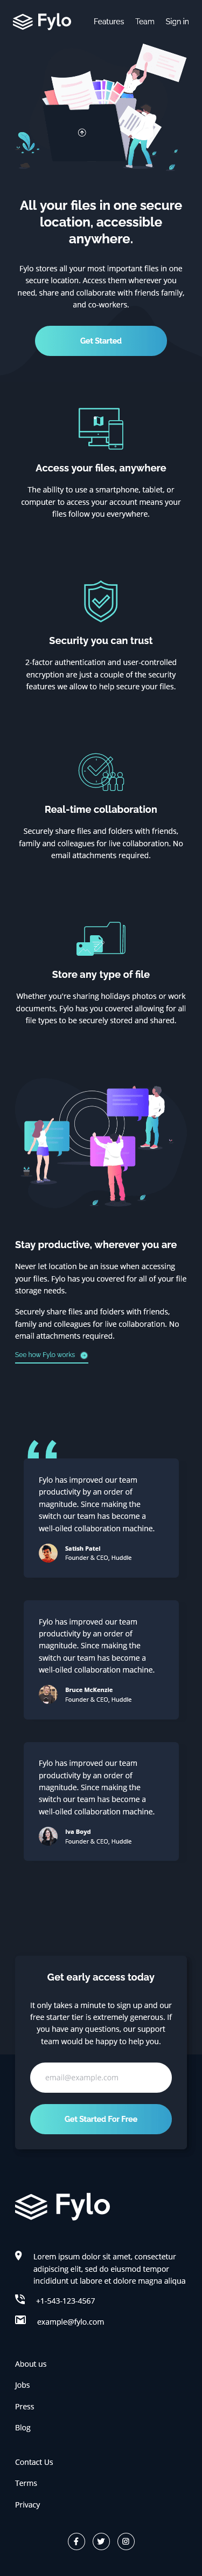 Fylo
Features
Team
Sign in
All your files in one secure
location, accessible
anywhere.
Fylo stores all your most important files in one
secure location. Access them wherever you
need, share and collaborate with friends family,
and co-workers.
Get Started
Access your files, anywhere
The ability to use a smartphone, tablet, or
computer to access your account means your
files follow you everywhere.
Security you can trust
2-factor authentication and user-controlled
encryption are just a couple of the security
features we allow to help secure your files.
Real-time collaboration
Securely share files and folders with friends,
family and colleagues for live collaboration. No
email attachments required.
Store any type of file
Whether you're sharing holidays photos or work
documents, Fylo has you covered allowing for all
file types to be securely stored and shared.
Stay productive, wherever you are
Never let location be an issue when accessing
your files. Fylo has you covered for all of your file
storage needs.
Securely share files and folders with friends,
family and colleagues for live collaboration. No
email attachments required.
See how Fylo works
Fylo has improved our team
productivity by an order of
magnitude. Since making the
switch our team has become a
well-oiled collaboration machine.
Satish Patel
Founder & CEO, Huddle
Fylo has improved our team
productivity by an order of
magnitude. Since making the
switch our team has become a
well-oiled collaboration machine.
Bruce McKenzie
Founder & CEO, Huddle
Fylo has improved our team
productivity by an order of
magnitude. Since making the
switch our team has become a
well-oiled collaboration machine.
Iva Boyd
Founder & CEO, Huddle
Get early access today
It only takes a minute to sign up and our
free starter tier is extremely generous. If
you have any questions, our support
team would be happy to help you.
email@example.com
Get Started For Free
Fylo
Lorem ipsum dolor sit amet, consectetur
adipiscing elit, sed do eiusmod tempor
incididunt ut labore et dolore magna aliqua
+1-543-123-4567
example@fylo.com
About us
Jobs
Press
Blog
Contact Us
Terms
Privacy